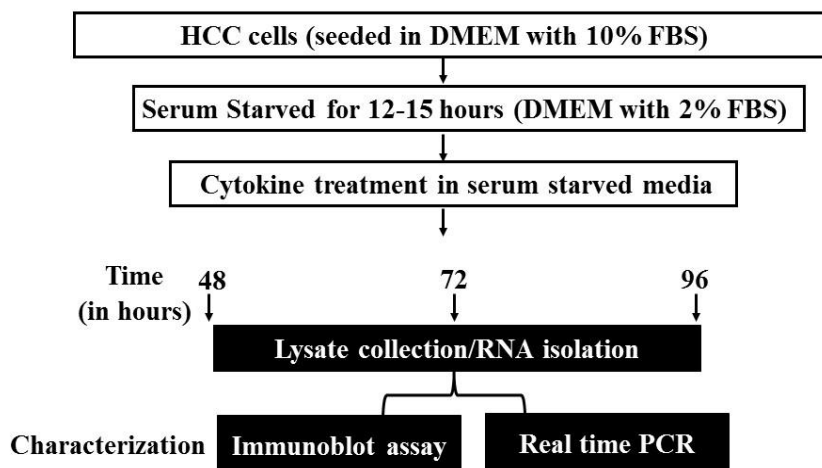 HCC cells (seeded in DMEM with 10% FBS)
Serum Starved for 12-15 hours (DMEM with 2% FBS)
Cytokine treatment in serum starved media
Time
(in hours)
48 72 96
Lysate collection/RNA isolation
Characterization Immunoblot assay Real time PCR